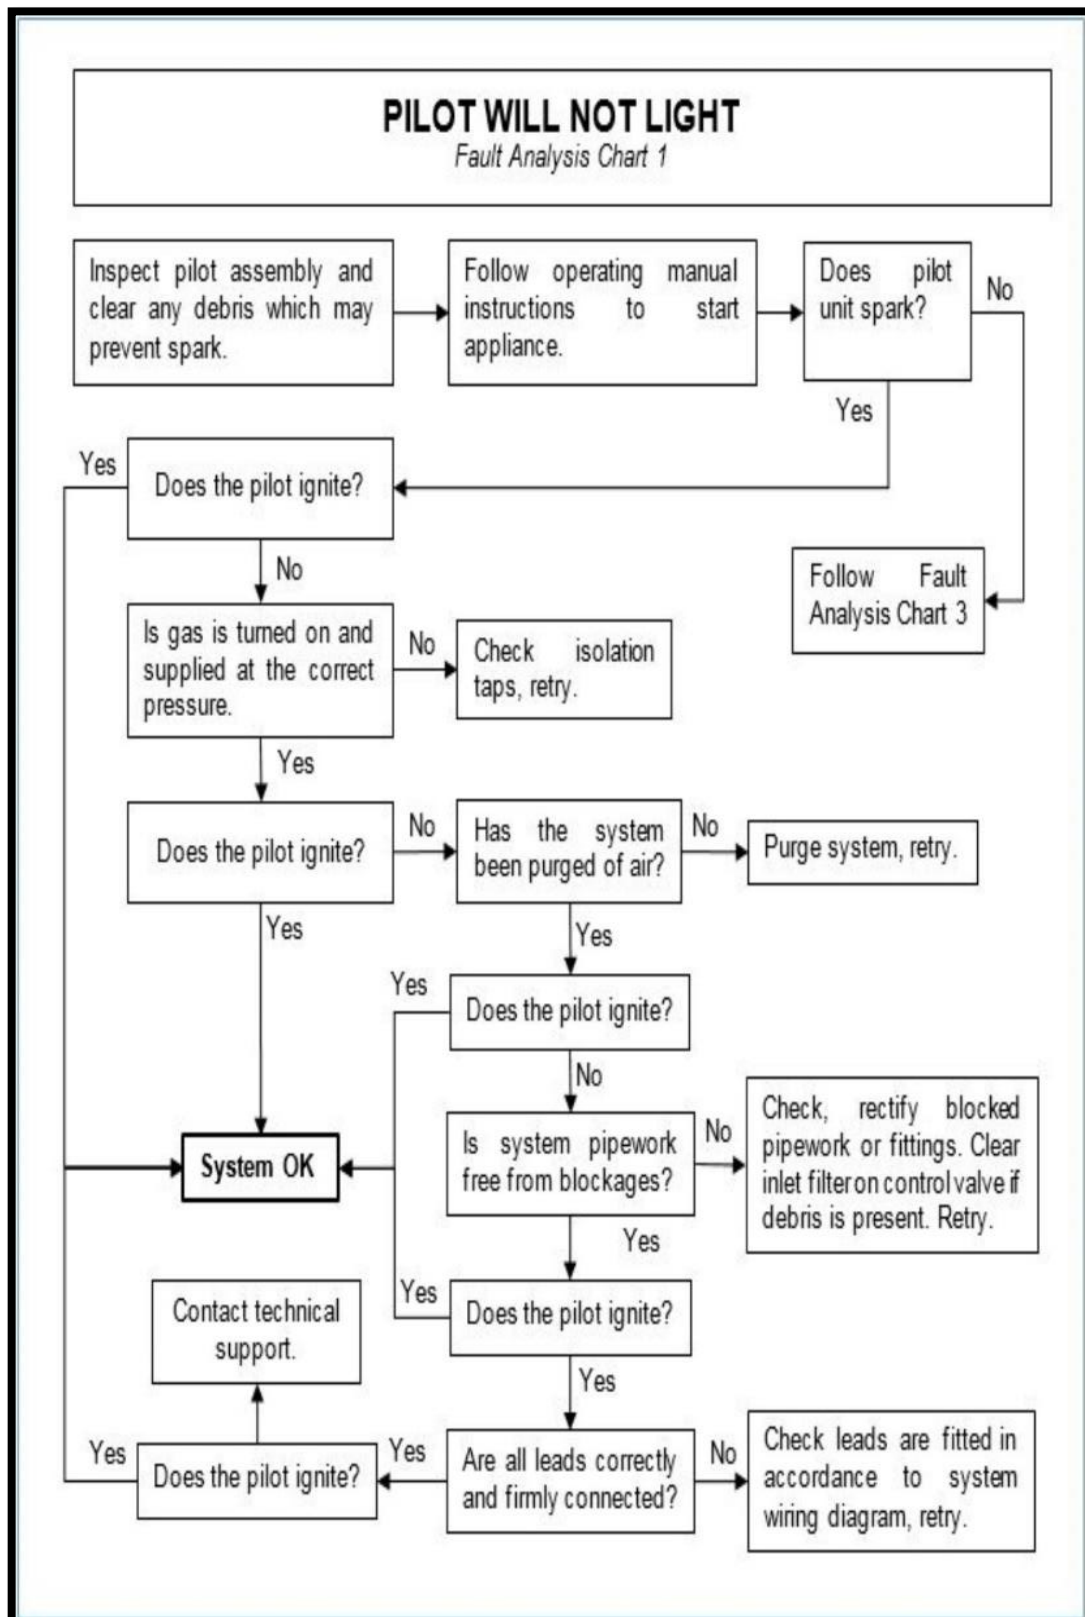 PILOT WILL NOT LIGHT
Fault Analysis Chart 1
Inspect pilot assembly and
clear any debris which may
prevent spark.
Follow operating manual
instructions to start
appliance.
Does pilot
unit spark?
No
Yes
Yes
Does the pilot ignite?
No
Follow Fault
Analysis Chart 3
Is gas is turned on and
supplied at the correct
pressure.
No
Check isolation
taps, retry.
Yes
Does the pilot ignite?
No
Has the system
been purged of air?
No
Purge system, retry.
Yes
Yes
Yes
Does the pilot ignite?
No
System OK
Is system pipework
free from blockages?
No
Check, rectify blocked
pipework or fittings. Clear
inlet filter on control valve if
debris is present. Retry.
Yes
Yes
Does the pilot ignite?
Contact technical
support.
Yes
Yes
Does the pilot ignite?
Yes
Are all leads correctly
and firmly connected?
No
Check leads are fitted in
accordance to system
wiring diagram, retry.